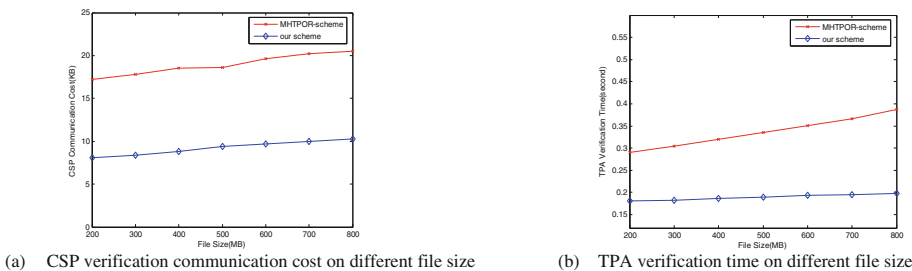 MHTPOR-scheme
our scheme
25
20
15
10
5
0
CSP Communication Cost(KB)
200 300 400 500 600 700 800
File Size(MB)
(a) CSP verification communication cost on different file size
MHTPOR-scheme
our scheme
0.55
0.5
0.45
0.4
0.35
0.3
0.25
0.2
0.15
TPA Verification Time(second)
200 300 400 500 600 700 800
File Size(MB)
(b) TPA verification time on different file size